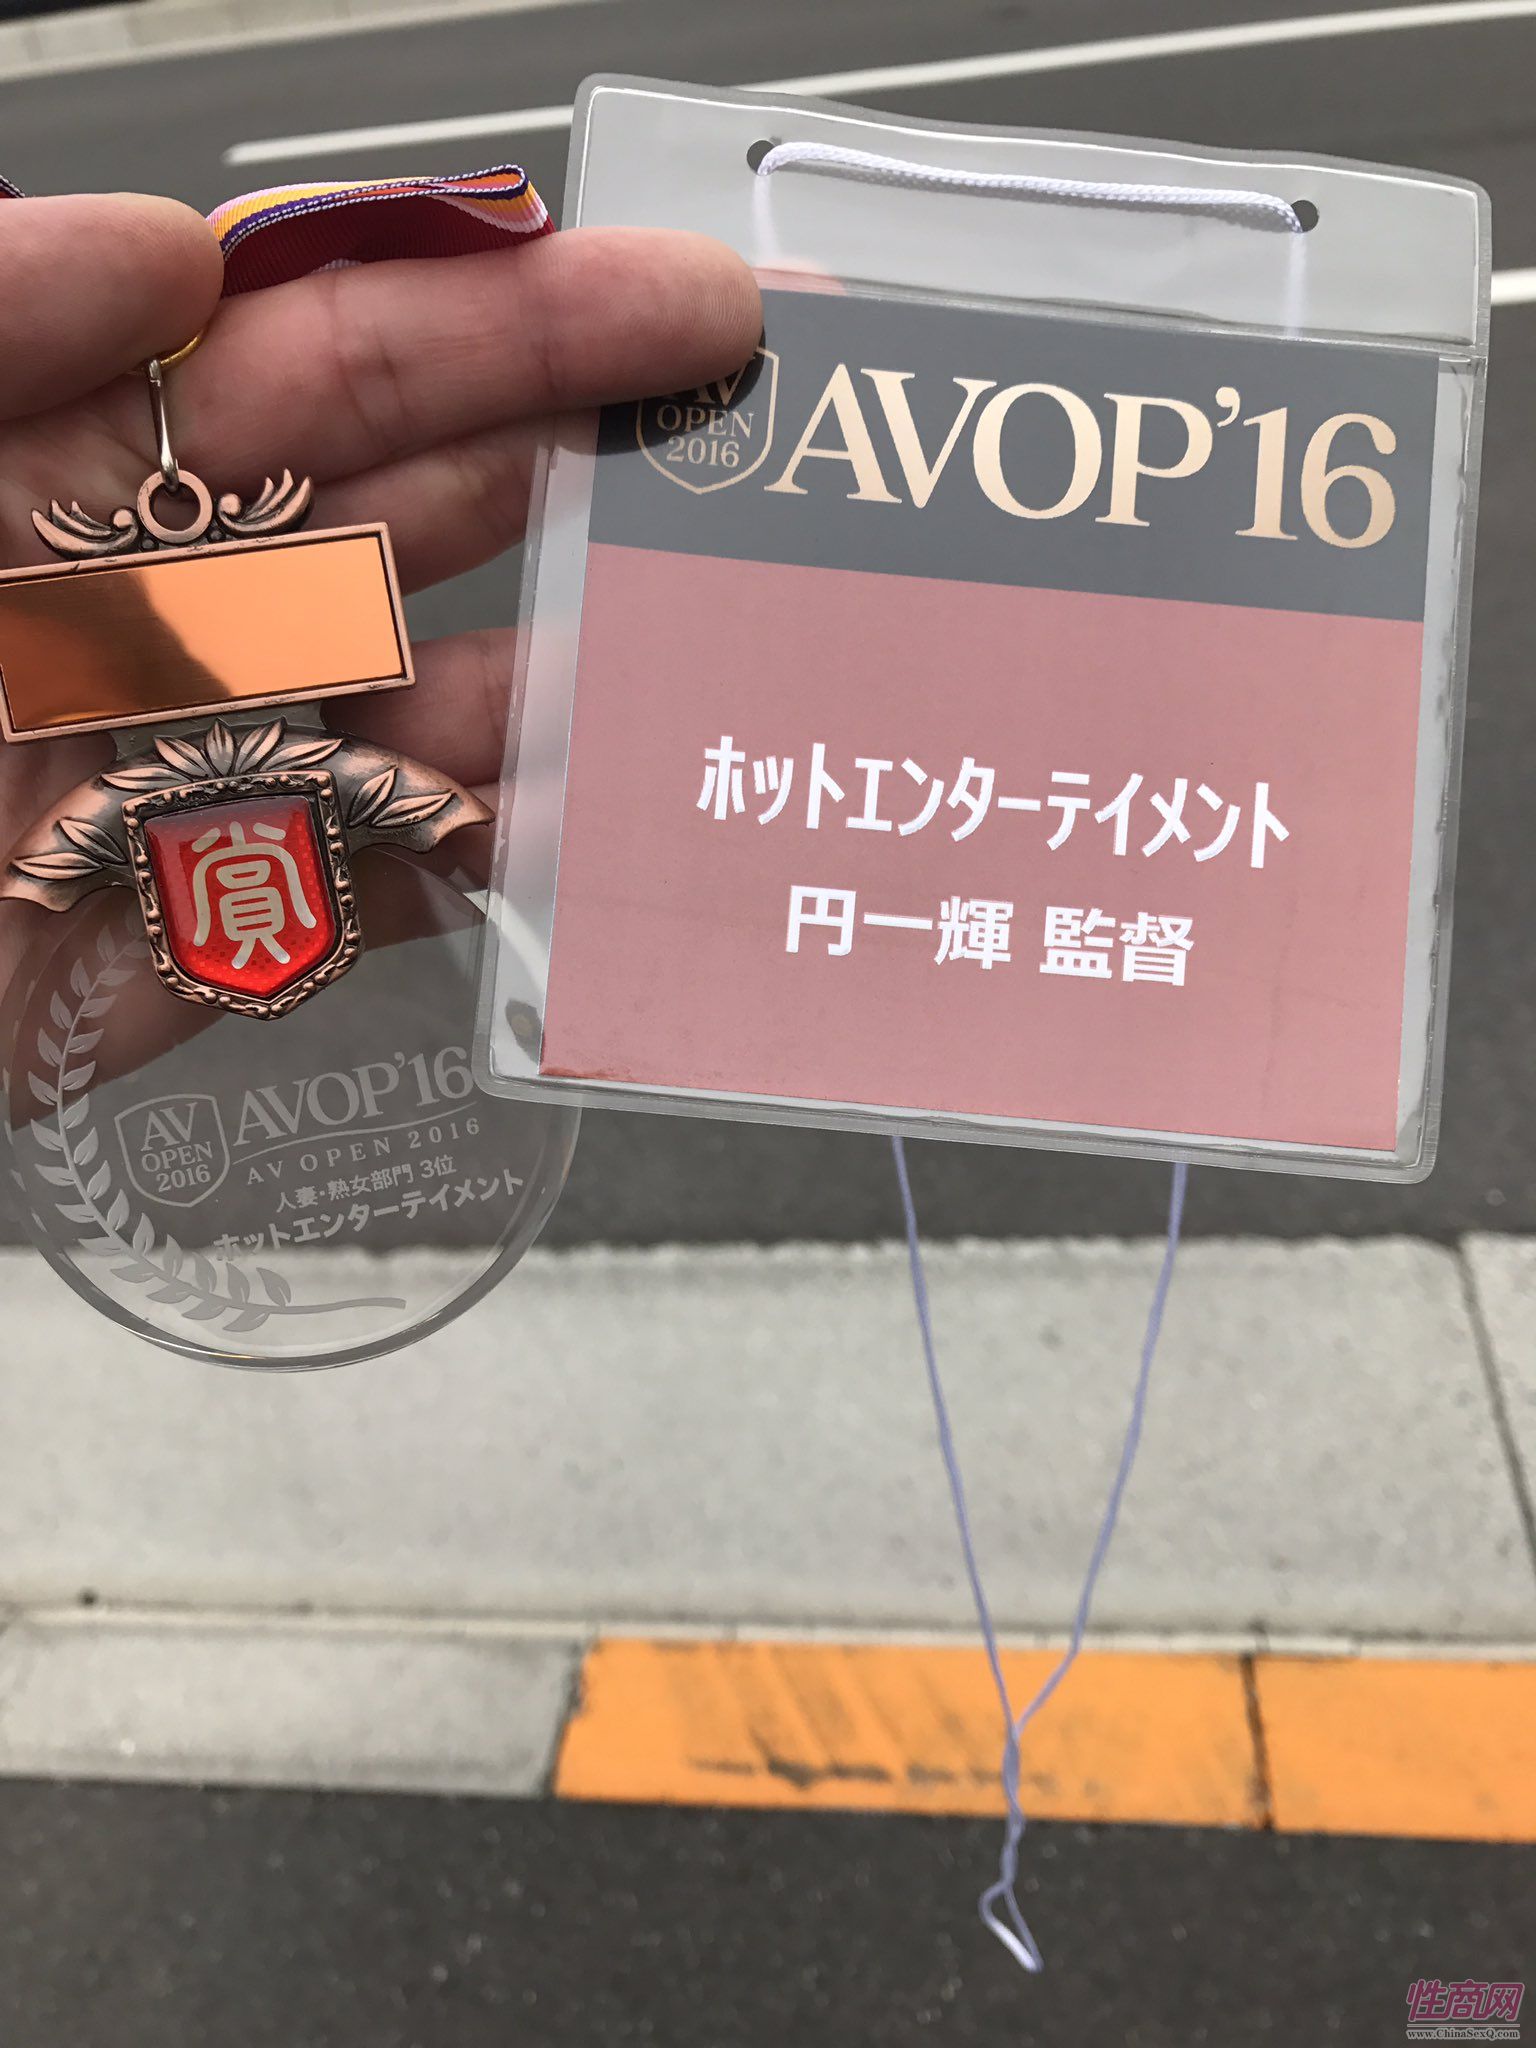 AV
OPEN
2016
AVOP'16
ホットエンターテイメント
円一輝 監督
賞
AV
OPEN
2016
AVOP'16
AV OPEN 2016
人妻・熟女部門 3位
ホットエンターテイメント
性商网
www.ChinaSexQ.com